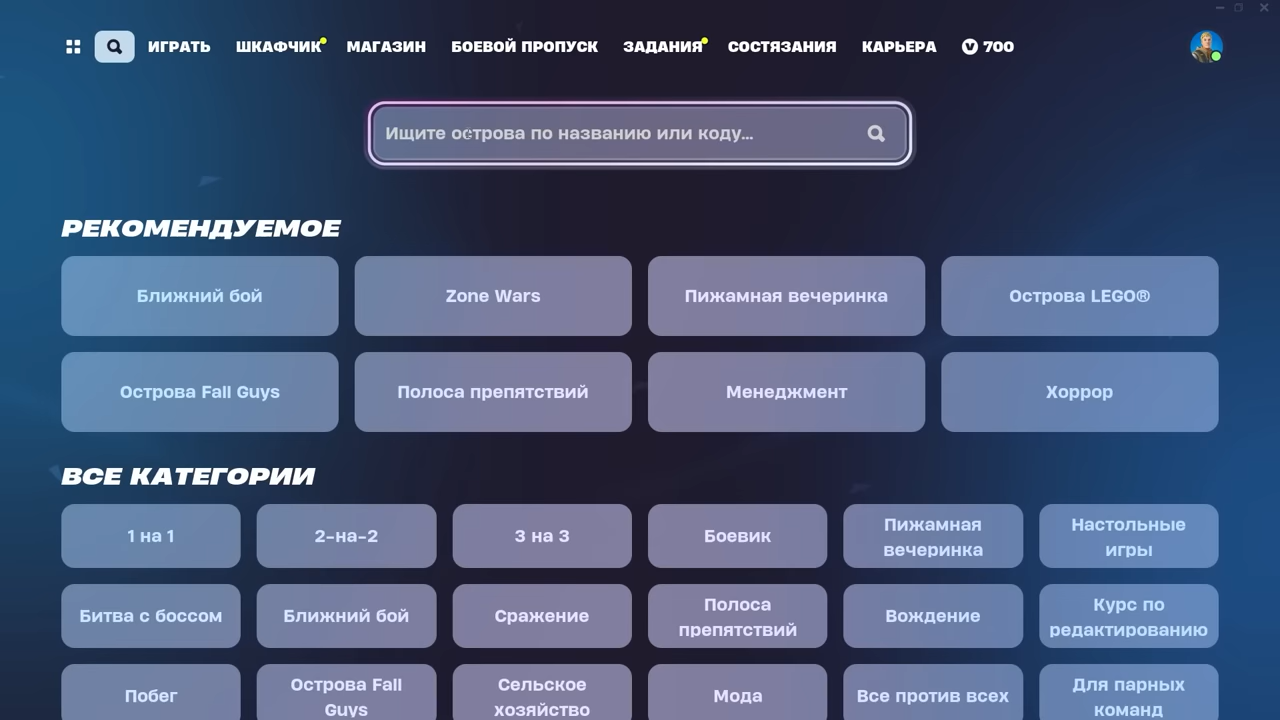 ИГРАТЬ ШКАФЧИК МАГАЗИН БОЕВОЙ ПРОПУСК ЗАДАНИЯ СОСТЯЗАНИЯ КАРЬЕРА V 700
Ищите острова по названию или коду...
РЕКОМЕНДУЕМОЕ
Ближний бой Zone Wars Пижамная вечеринка Острова LEGO®
Острова Fall Guys Полоса препятствий Менеджмент Хоррор
ВСЕ КАТЕГОРИИ
1 на 1 2-на-2 3 на 3 Боевик Пижамная вечеринка Настольные игры
Битва с боссом Ближний бой Сражение Полоса препятствий Вождение Курс по редактированию
Побег Острова Fall Guys Сельское хозяйство Мода Все против всех Для парных команд